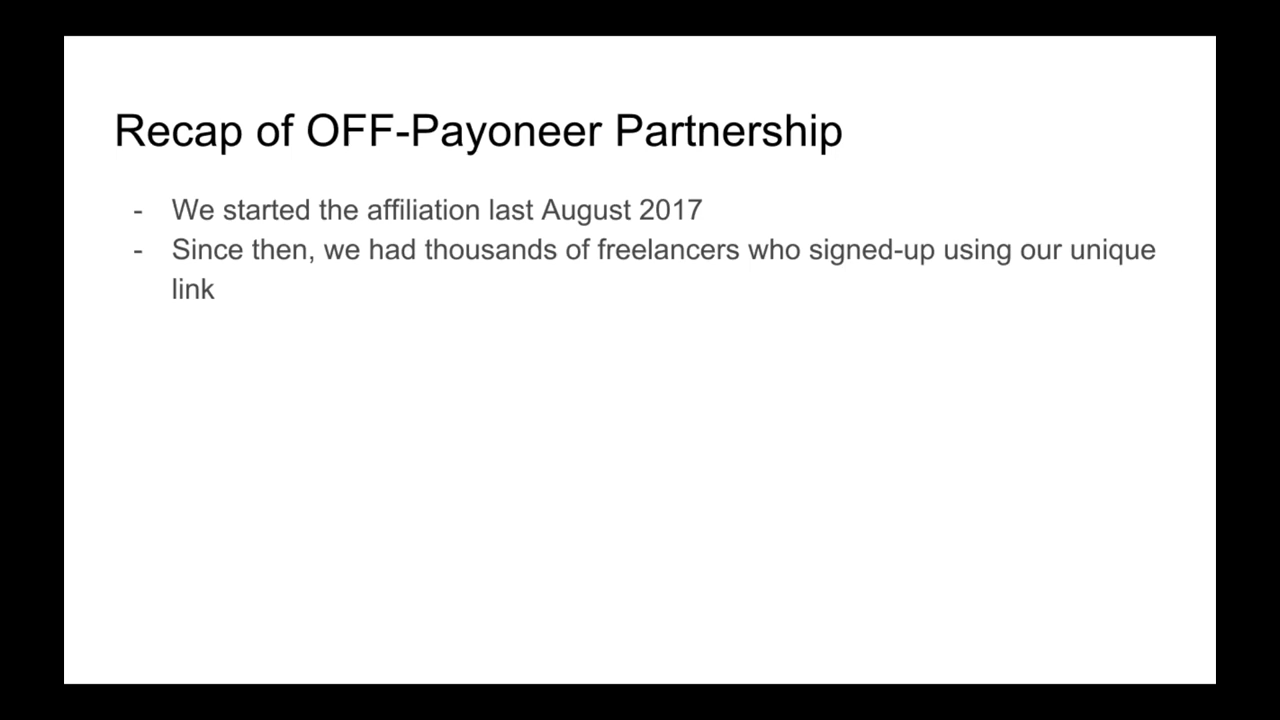 Recap of OFF-Payoneer Partnership
- We started the affiliation last August 2017
- Since then, we had thousands of freelancers who signed-up using our unique
link